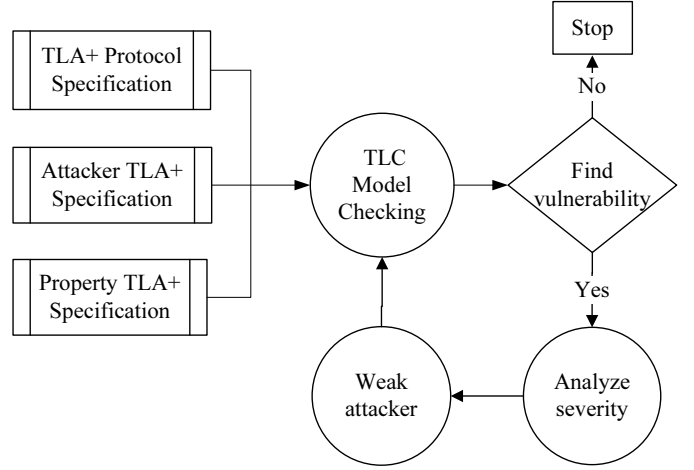 TLA+ Protocol
Specification
Attacker TLA+
Specification
Property TLA+
Specification
TLC
Model
Checking
Stop
No
Find
vulnerability
Yes
Analyze
severity
Weak
attacker